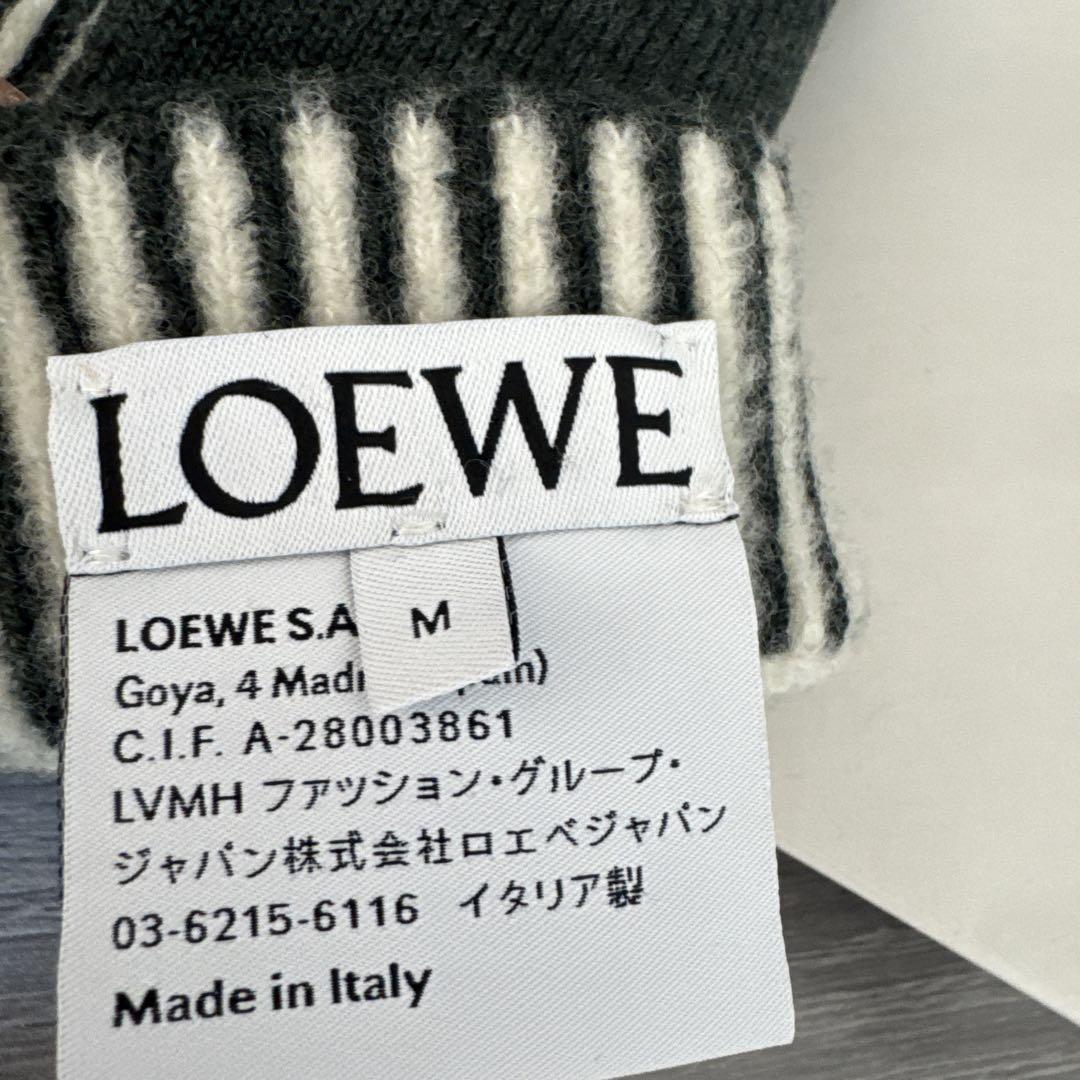 LOEWE
M
LOEWE S.A
Goya, 4
C.I.F. A-28003861
LVMH ファッション・グループ・
ジャパン株式会社ロエベジャパン
03-6215-6116 イタリア製
Made in Italy